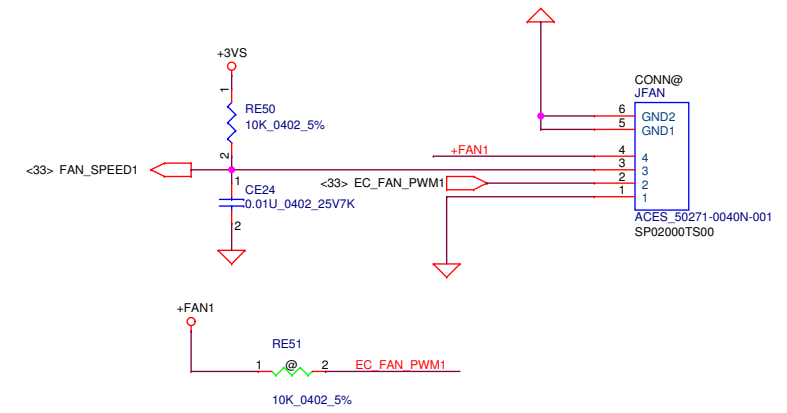 +3VS
1
RE50
10K_0402_5%
2
<33> FAN_SPEED1
1
CE24
0.01U_0402_25V7K
2
CONN@
JFAN
6 GND2
5 GND1
+FAN1 4 4
3 3
<33> EC_FAN_PWM1 2 2
1 1
ACES_50271-0040N-001
SP02000TS00
+FAN1
RE51
1 @ 2 EC_FAN_PWM1
10K_0402_5%